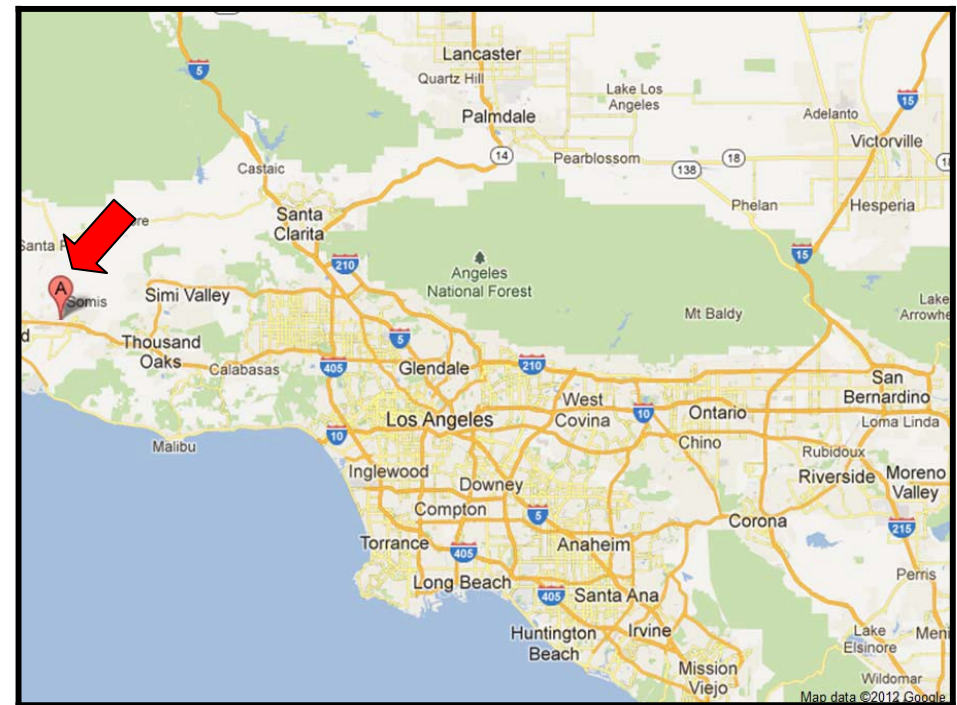 5
Lancaster
Quartz Hill
Lake Los
Angeles
15
Adelanto
Palmdale
Victorville
14
Pearblossom
138
18
Castaic
Phelan
Hesperia
Santa
Clarita
15
210
Angeles
National Forest
A
Somis
Simi Valley
Mt Baldy
Lake
Arrowhe
Thousand
Oaks
Calabasas
5
405
Glendale
210
San
Bernardino
West
Covina
10
Ontario
Los Angeles
Loma Linda
Malibu
10
Chino
Rubidoux
Inglewood
Riverside
Moreno
Valley
Downey
Compton
5
Corona
215
Torrance
405
Anaheim
Perris
Long Beach
405
Santa Ana
Huntington
Beach
Irvine
Lake
Elsinore
Meni
Mission
Viejo
Wildomar
Map data ©2012 Google